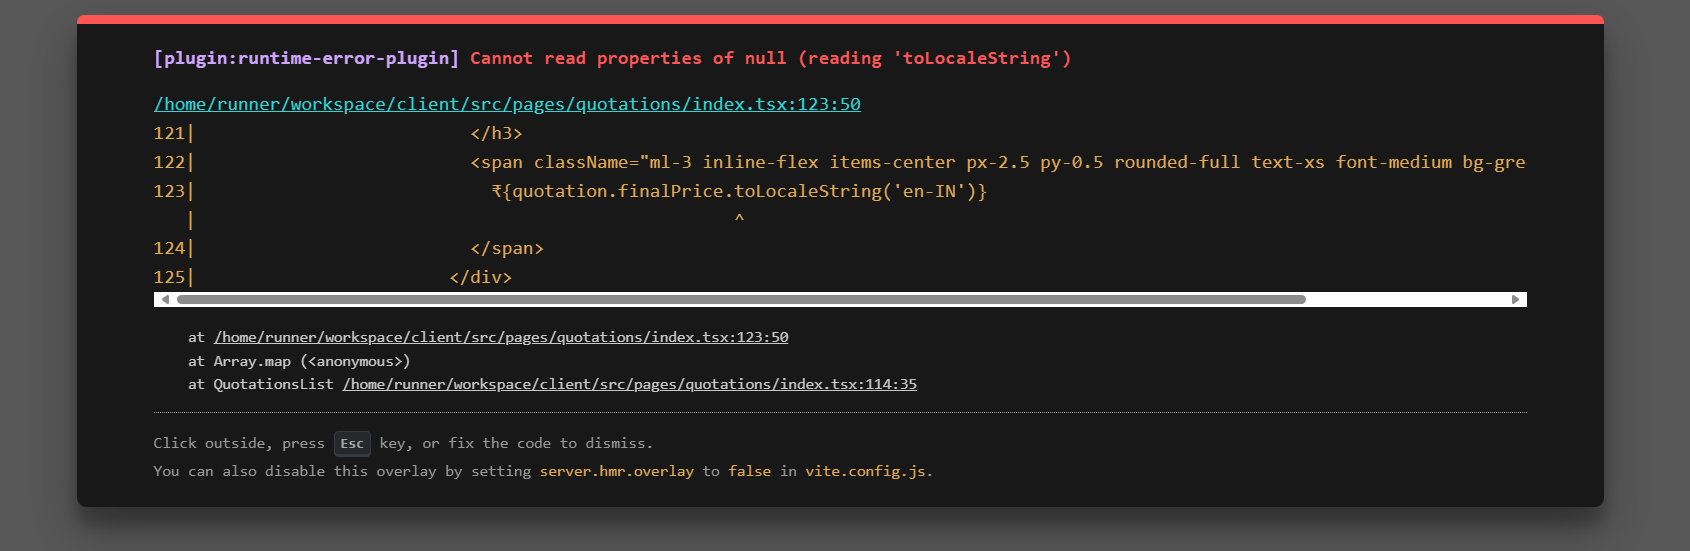 [plugin:runtime-error-plugin] Cannot read properties of null (reading 'toLocaleString')
/home/runner/workspace/client/src/pages/quotations/index.tsx:123:50
121|                          </h3>
122|                          <span className="ml-3 inline-flex items-center px-2.5 py-0.5 rounded-full text-xs font-medium bg-gre
123|                            ₹{quotation.finalPrice.toLocaleString('en-IN')}
   |                                                   ^
124|                          </span>
125|                        </div>
at /home/runner/workspace/client/src/pages/quotations/index.tsx:123:50
at Array.map (<anonymous>)
at QuotationsList /home/runner/workspace/client/src/pages/quotations/index.tsx:114:35
Click outside, press Esc key, or fix the code to dismiss.
You can also disable this overlay by setting server.hmr.overlay to false in vite.config.js.